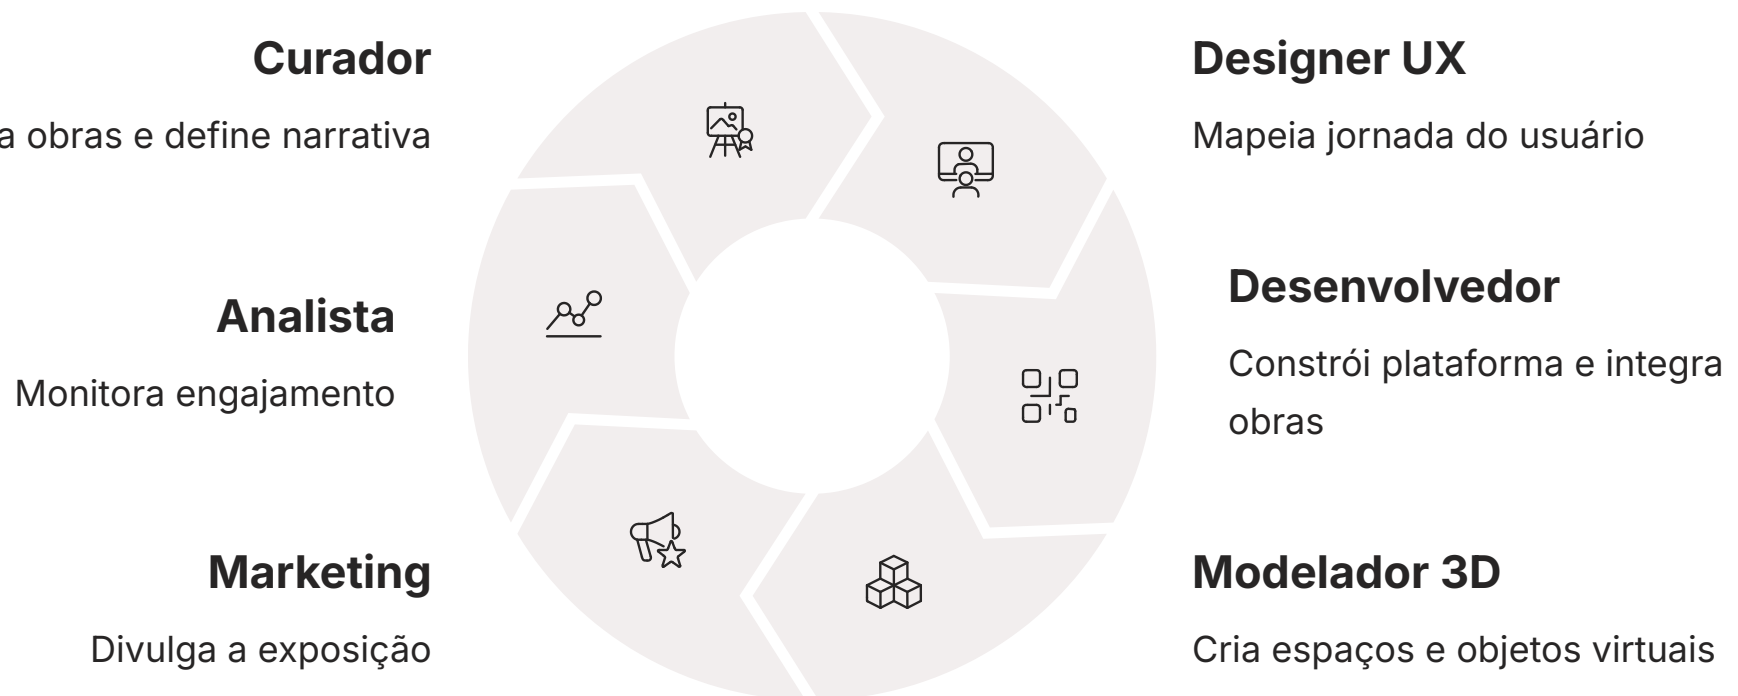 Curador
a obras e define narrativa
Designer UX
Mapeia jornada do usuário
Desenvolvedor
Constrói plataforma e integra
obras
Analista
Monitora engajamento
Marketing
Divulga a exposição
Modelador 3D
Cria espaços e objetos virtuais